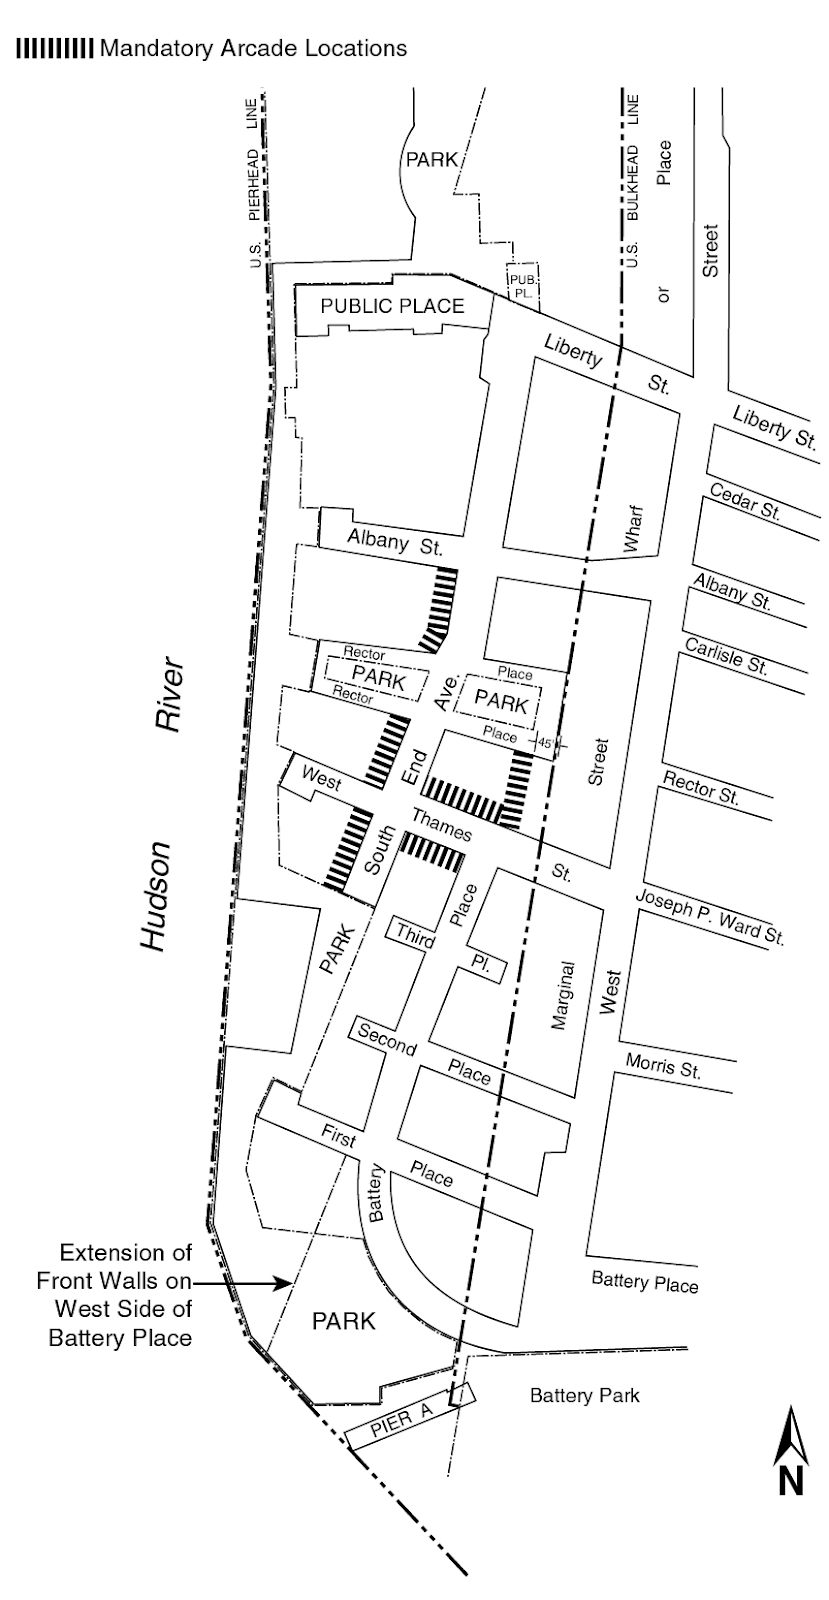 Mandatory Arcade Locations
U.S. PIERHEAD LINE
PARK
U.S. BULKHEAD LINE
Place
or
Street
PUB.
PL.
PUBLIC PLACE
Liberty St.
Liberty St.
Cedar St.
Wharf
Albany St.
Albany St.
Carlisle St.
Rector Place
PARK
Rector Place
Ave.
PARK
45'
River
End
Street
West
Rector St.
Thames St.
South
Hudson
Place
Joseph P. Ward St.
PARK
Third Pl.
Marginal
West
Second Place
Morris St.
First Place
Battery
Extension of
Front Walls on
West Side of
Battery Place
Battery Place
PARK
Battery Park
PIER A
N